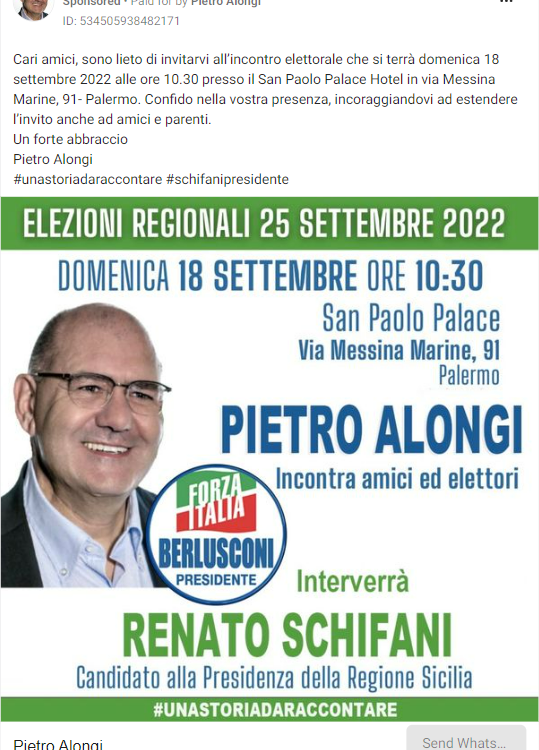 Sponsored • Paid for by Pietro Alongi
ID: 534505938482171
Cari amici, sono lieto di invitarvi all'incontro elettorale che si terrà domenica 18
settembre 2022 alle ore 10.30 presso il San Paolo Palace Hotel in via Messina
Marine, 91- Palermo. Confido nella vostra presenza, incoraggiandovi ad estendere
l'invito anche ad amici e parenti.
Un forte abbraccio
Pietro Alongi
#unastoriadaraccontare #schifanipresidente
ELEZIONI REGIONALI 25 SETTEMBRE 2022
DOMENICA 18 SETTEMBRE ORE 10:30
San Paolo Palace
Via Messina Marine, 91
Palermo
PIETRO ALONGI
Incontra amici ed elettori
FORZA
ITALIA
BERLUSCONI
PRESIDENTE
Interverrà
RENATO SCHIFANI
Candidato alla Presidenza della Regione Sicilia
#UNASTORIADARACCONTARE
Pietro Alongi
Send Whats...